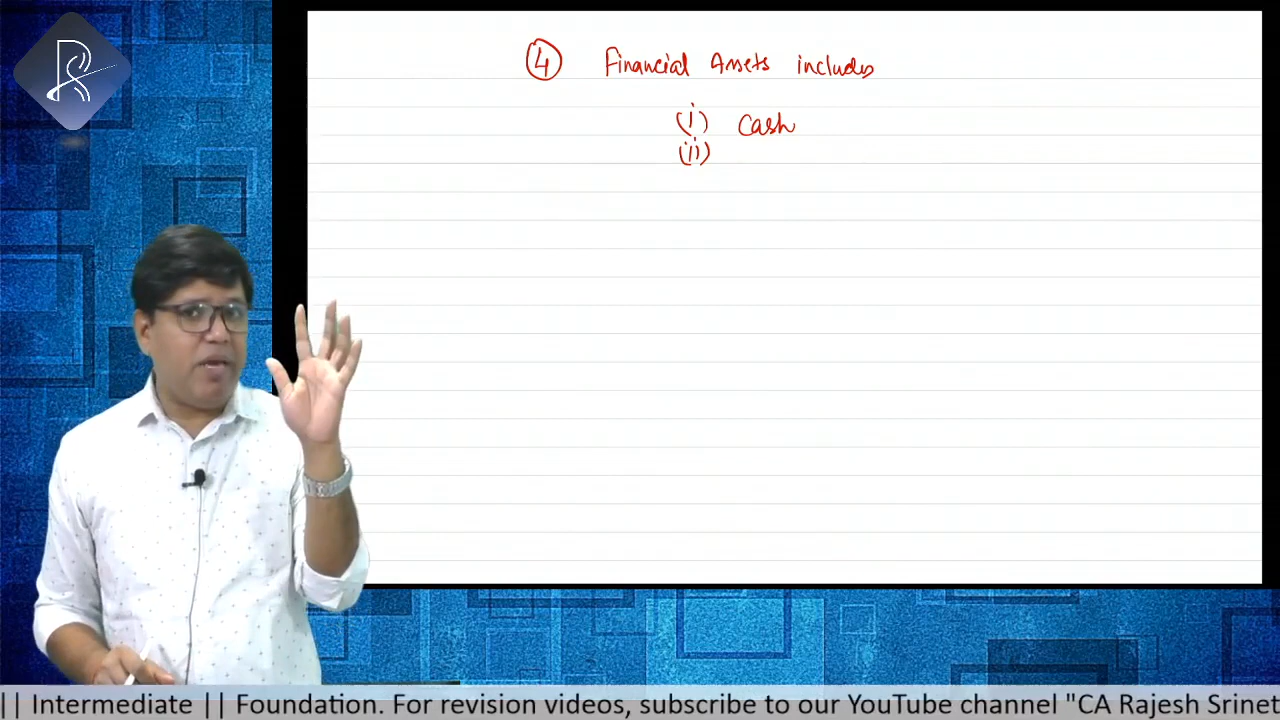 RS
④ Financial Assets includes
(i) Cash
(ii)
|| Intermediate || Foundation. For revision videos, subscribe to our YouTube channel "CA Rajesh Srinet